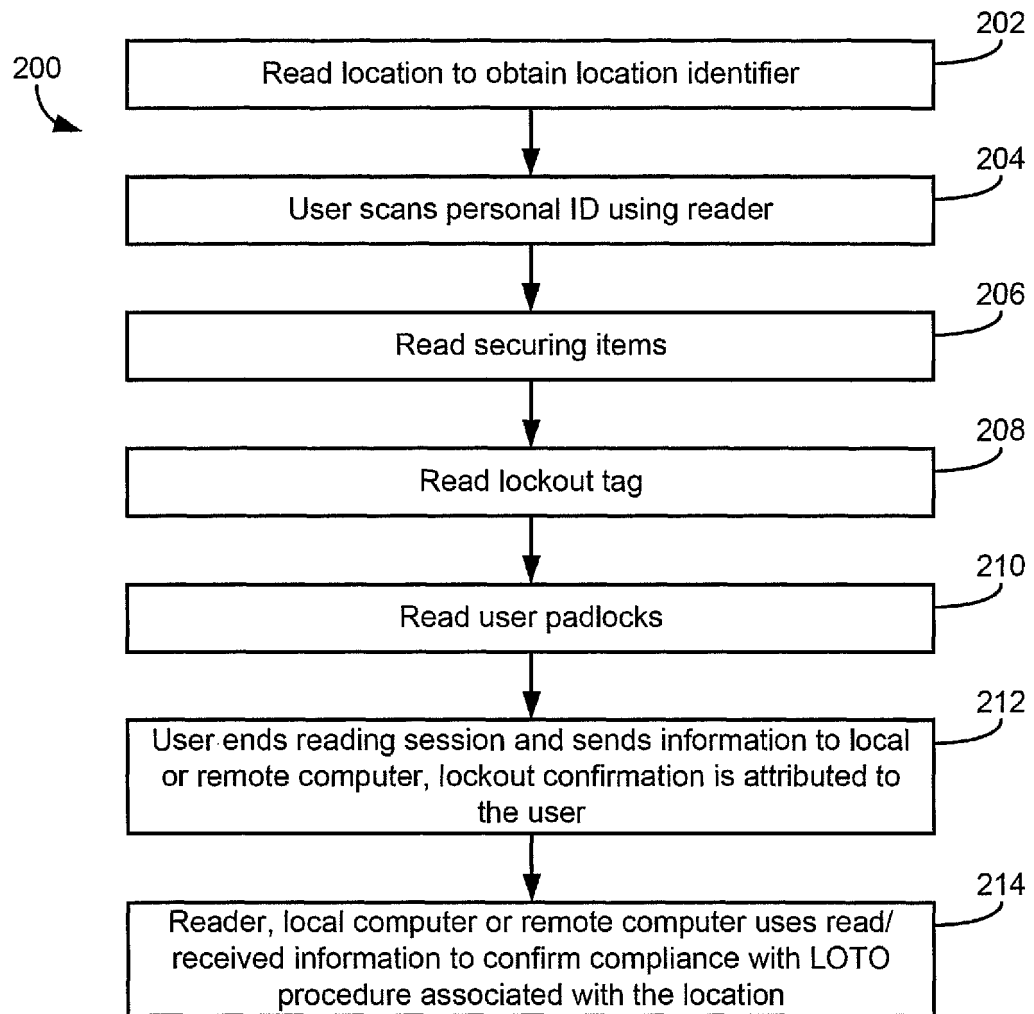 202
200
Read location to obtain location identifier
204
User scans personal ID using reader
206
Read securing items
208
Read lockout tag
210
Read user padlocks
212
User ends reading session and sends information to local
or remote computer, lockout confirmation is attributed to
the user
214
Reader, local computer or remote computer uses read/
received information to confirm compliance with LOTO
procedure associated with the location